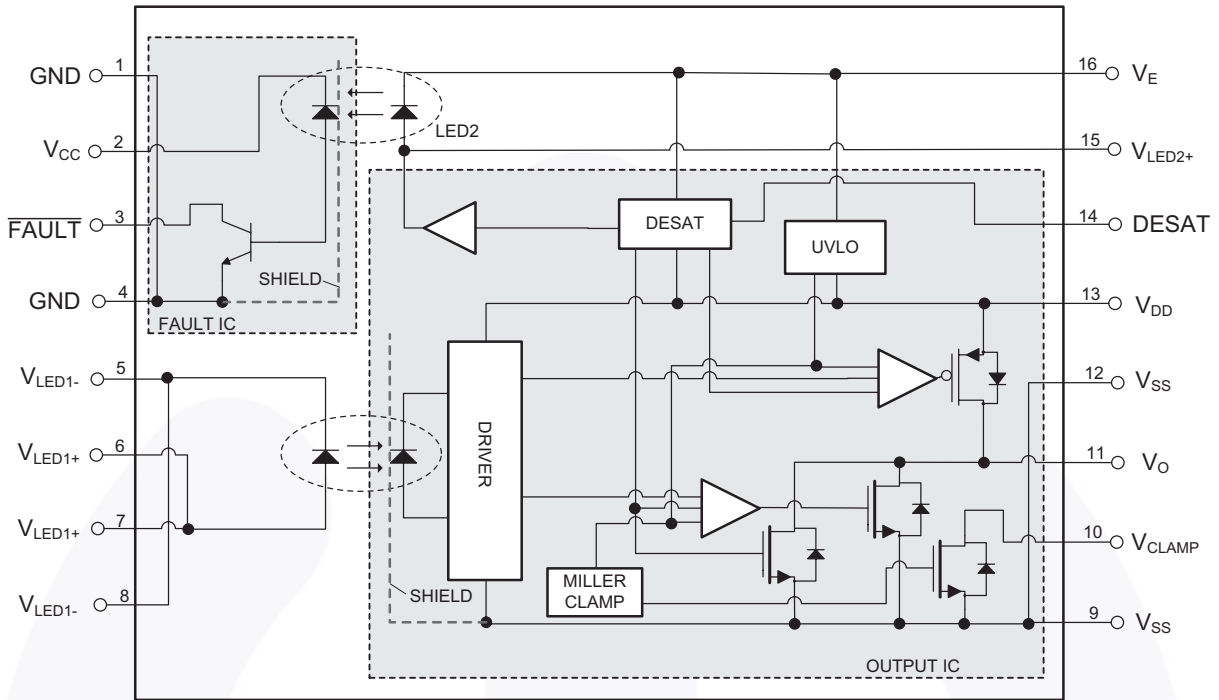 GND 1
V_CC 2
FAULT 3
GND 4
V_LED1- 5
V_LED1+ 6
V_LED1+ 7
V_LED1- 8
16 V_E
15 V_LED2+
14 DESAT
13 V_DD
12 V_SS
11 V_O
10 V_CLAMP
9 V_SS
LED2
SHIELD
FAULT IC
DESAT
UVLO
DRIVER
SHIELD
MILLER
CLAMP
OUTPUT IC